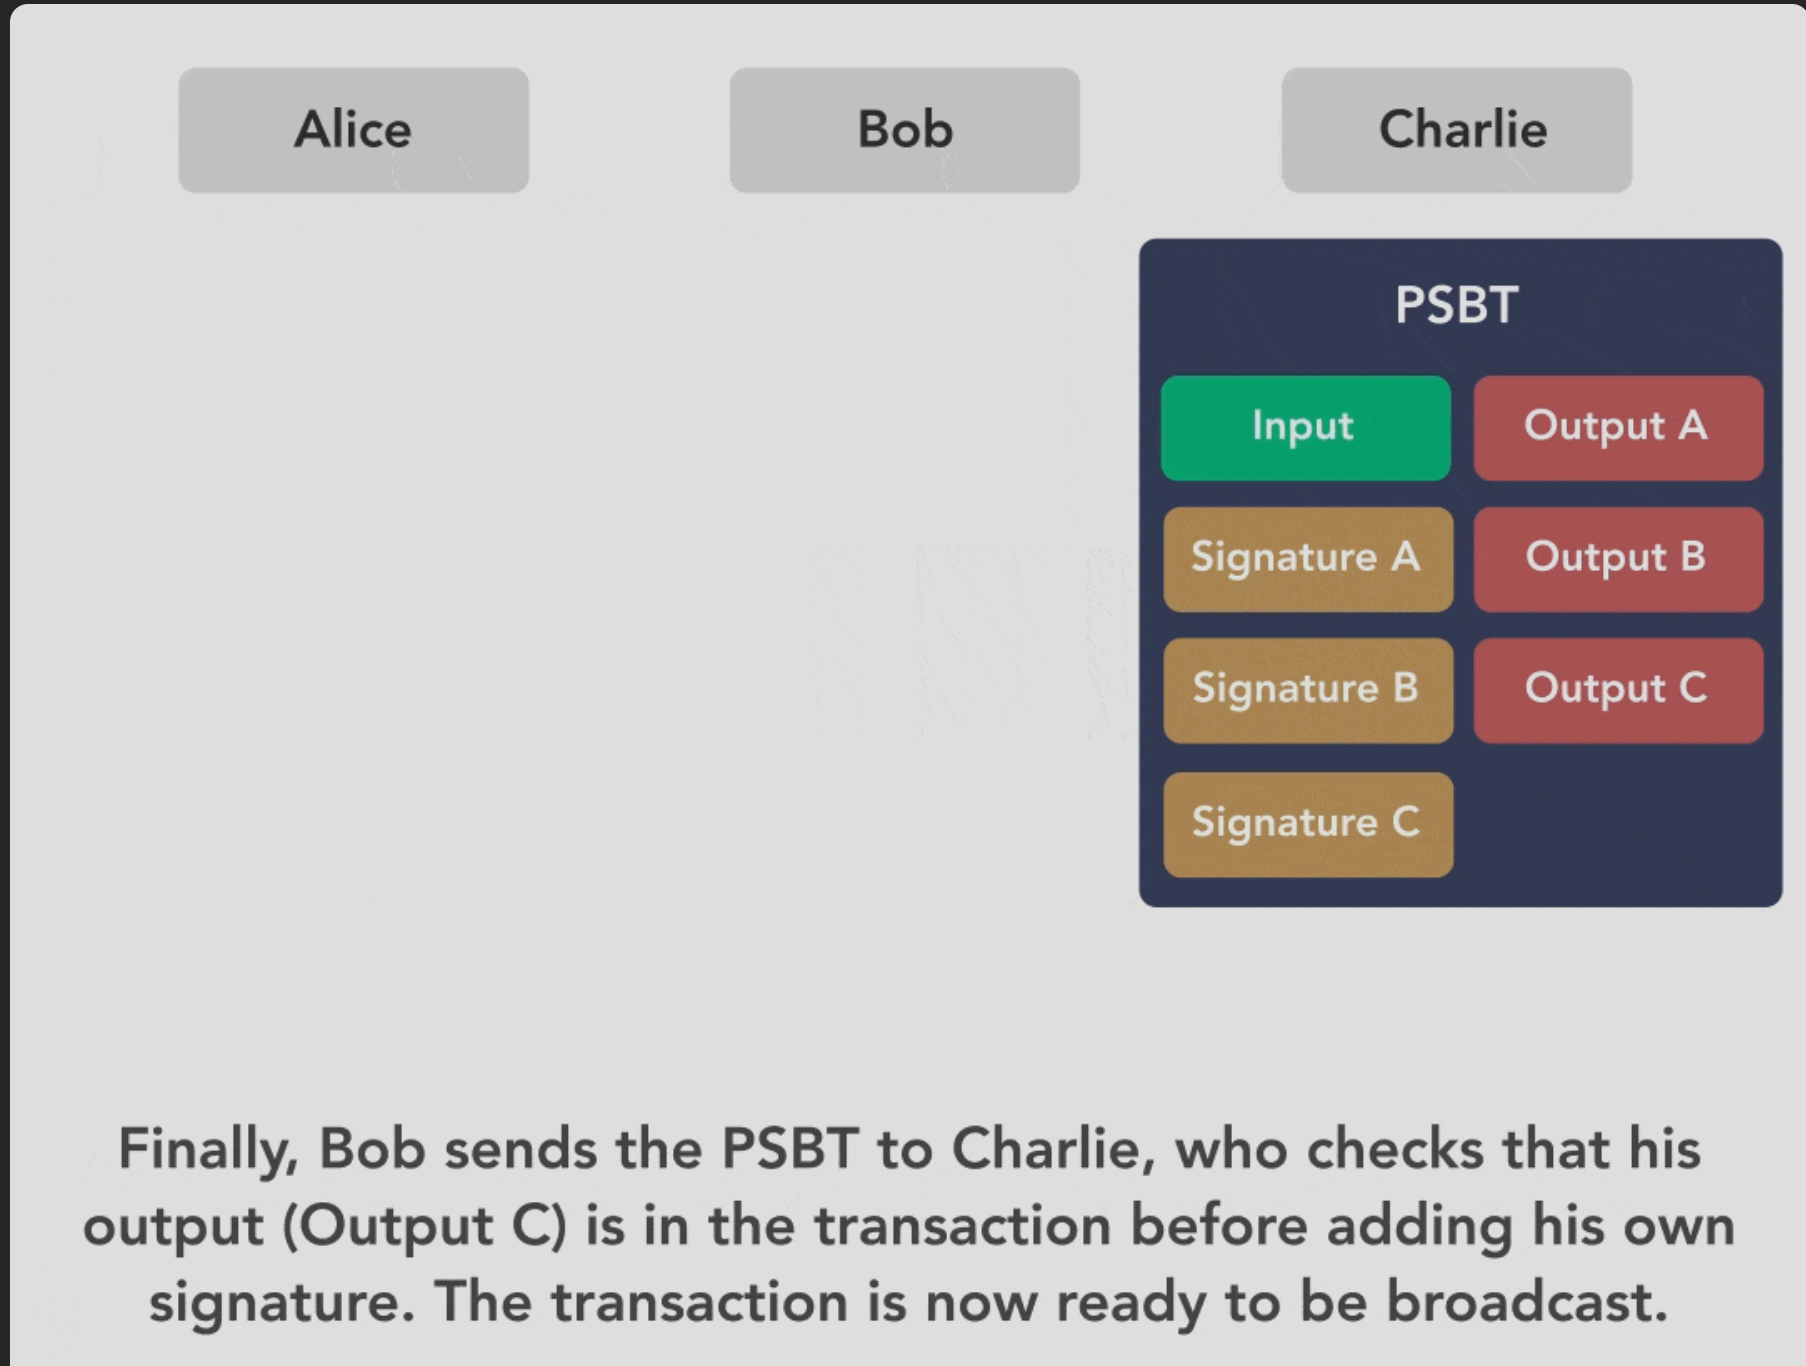 Alice
Bob
Charlie
PSBT
Input
Output A
Signature A
Output B
Signature B
Output C
Signature C
Finally, Bob sends the PSBT to Charlie, who checks that his
output (Output C) is in the transaction before adding his own
signature. The transaction is now ready to be broadcast.